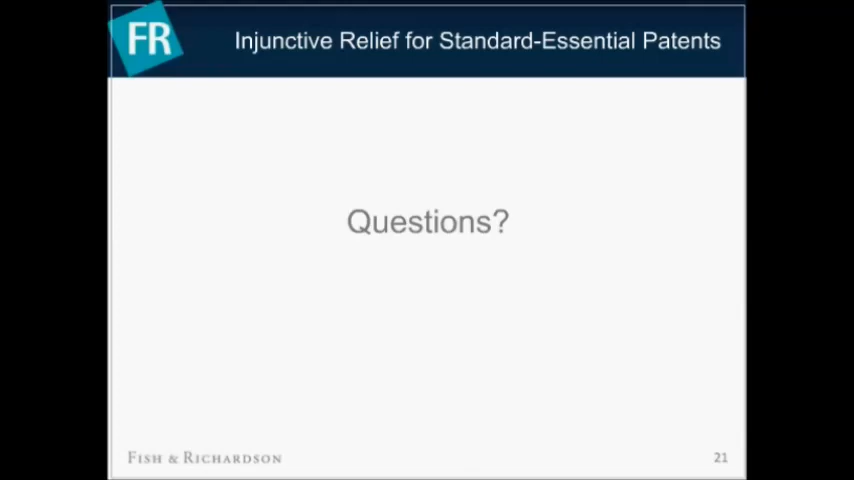 FR
Injunctive Relief for Standard-Essential Patents
Questions?
FISH & RICHARDSON
21